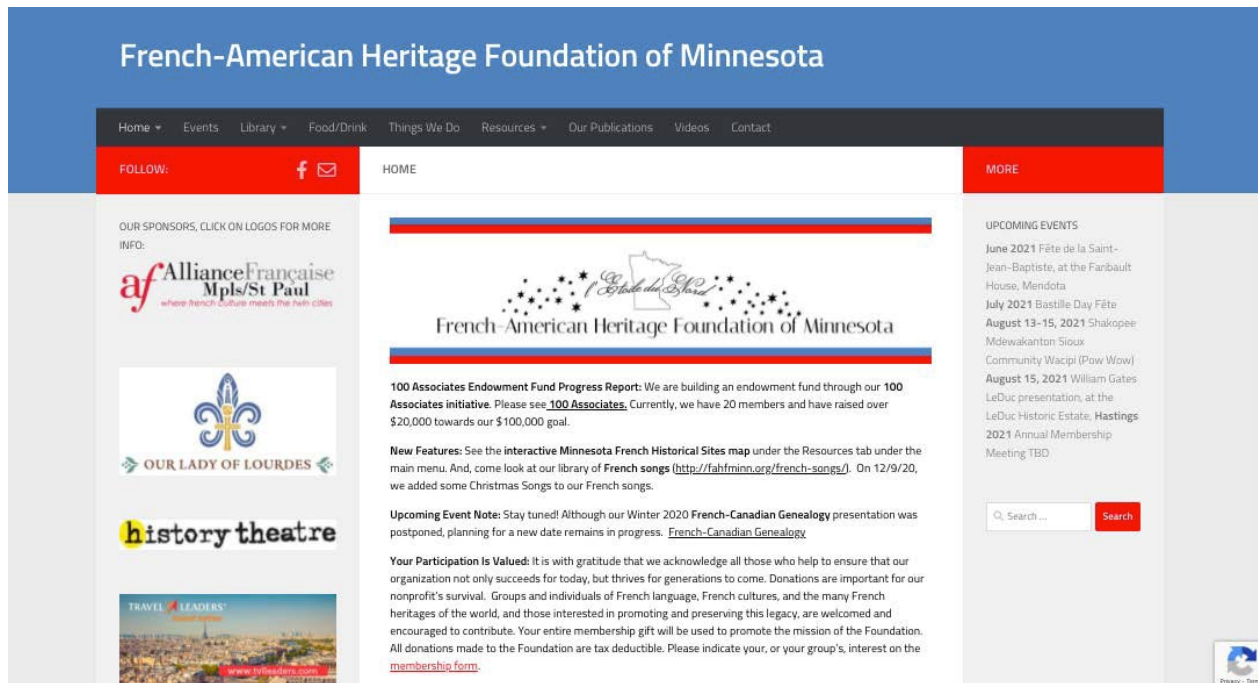 French-American Heritage Foundation of Minnesota
Home Events Library Food/Drink Things We Do Resources Our Publications Videos Contact
FOLLOW:
OUR SPONSORS, CLICK ON LOGOS FOR MORE
INFO:
af AllianceFrançaise
Mpls/St Paul
where french culture meets the twin cities
OUR LADY OF LOURDES
history theatre
TRAVEL LEADERS
www.tvlleaders.com
HOME
l'Etoile du Nord
French-American Heritage Foundation of Minnesota
100 Associates Endowment Fund Progress Report: We are building an endowment fund through our 100
Associates initiative. Please see 100 Associates. Currently, we have 20 members and have raised over
$20,000 towards our $100,000 goal.
New Features: See the interactive Minnesota French Historical Sites map under the Resources tab under the
main menu. And, come look at our library of French songs (http://fahfminn.org/french-songs/). On 12/9/20,
we added some Christmas Songs to our French songs.
Upcoming Event Note: Stay tuned! Although our Winter 2020 French-Canadian Genealogy presentation was
postponed, planning for a new date remains in progress. French-Canadian Genealogy
Your Participation Is Valued: It is with gratitude that we acknowledge all those who help to ensure that our
organization not only succeeds for today, but thrives for generations to come. Donations are important for our
nonprofit's survival. Groups and individuals of French language, French cultures, and the many French
heritages of the world, and those interested in promoting and preserving this legacy, are welcomed and
encouraged to contribute. Your entire membership gift will be used to promote the mission of the Foundation.
All donations made to the Foundation are tax deductible. Please indicate your, or your group's, interest on the
membership form.
MORE
UPCOMING EVENTS
June 2021 Fête de la Saint-
Jean-Baptiste, at the Faribault
House, Mendota
July 2021 Bastille Day Fête
August 13-15, 2021 Shakopee
Mdewakanton Sioux
Community Wacipi (Pow Wow)
August 15, 2021 William Gates
LeDuc presentation, at the
LeDuc Historic Estate, Hastings
2021 Annual Membership
Meeting TBD
Search ...
Search
Privacy